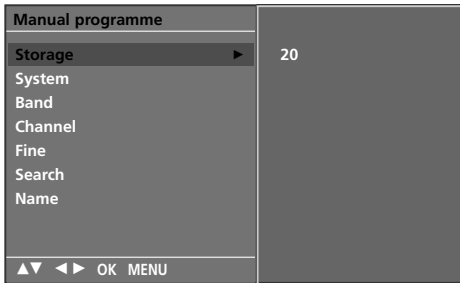 Manual programme
Storage ► 20
System
Band
Channel
Fine
Search
Name
▲▼ ◄► OK MENU